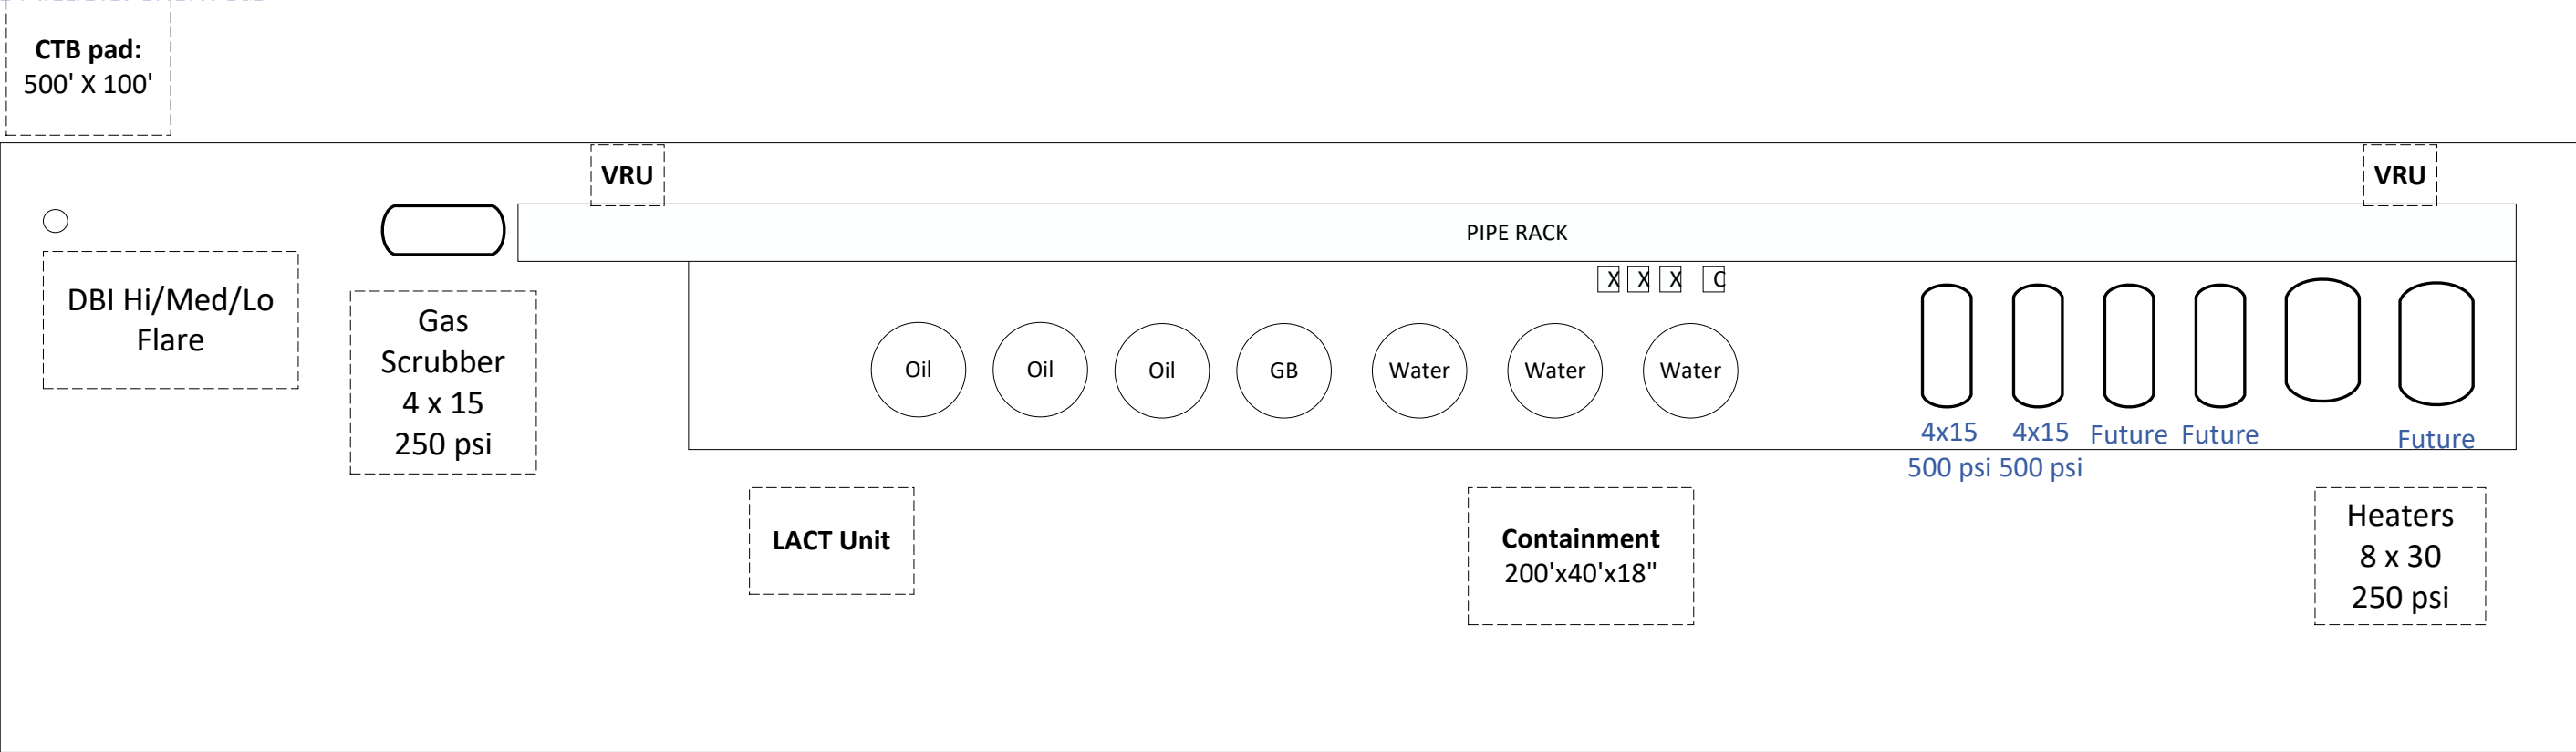 CTB pad:
500' X 100'
VRU
VRU
PIPE RACK
X X X C
DBI Hi/Med/Lo
Flare
Gas
Scrubber
4 x 15
250 psi
Oil
Oil
Oil
GB
Water
Water
Water
4x15
500 psi
4x15
500 psi
Future
Future
Future
LACT Unit
Containment
200'x40'x18"
Heaters
8 x 30
250 psi